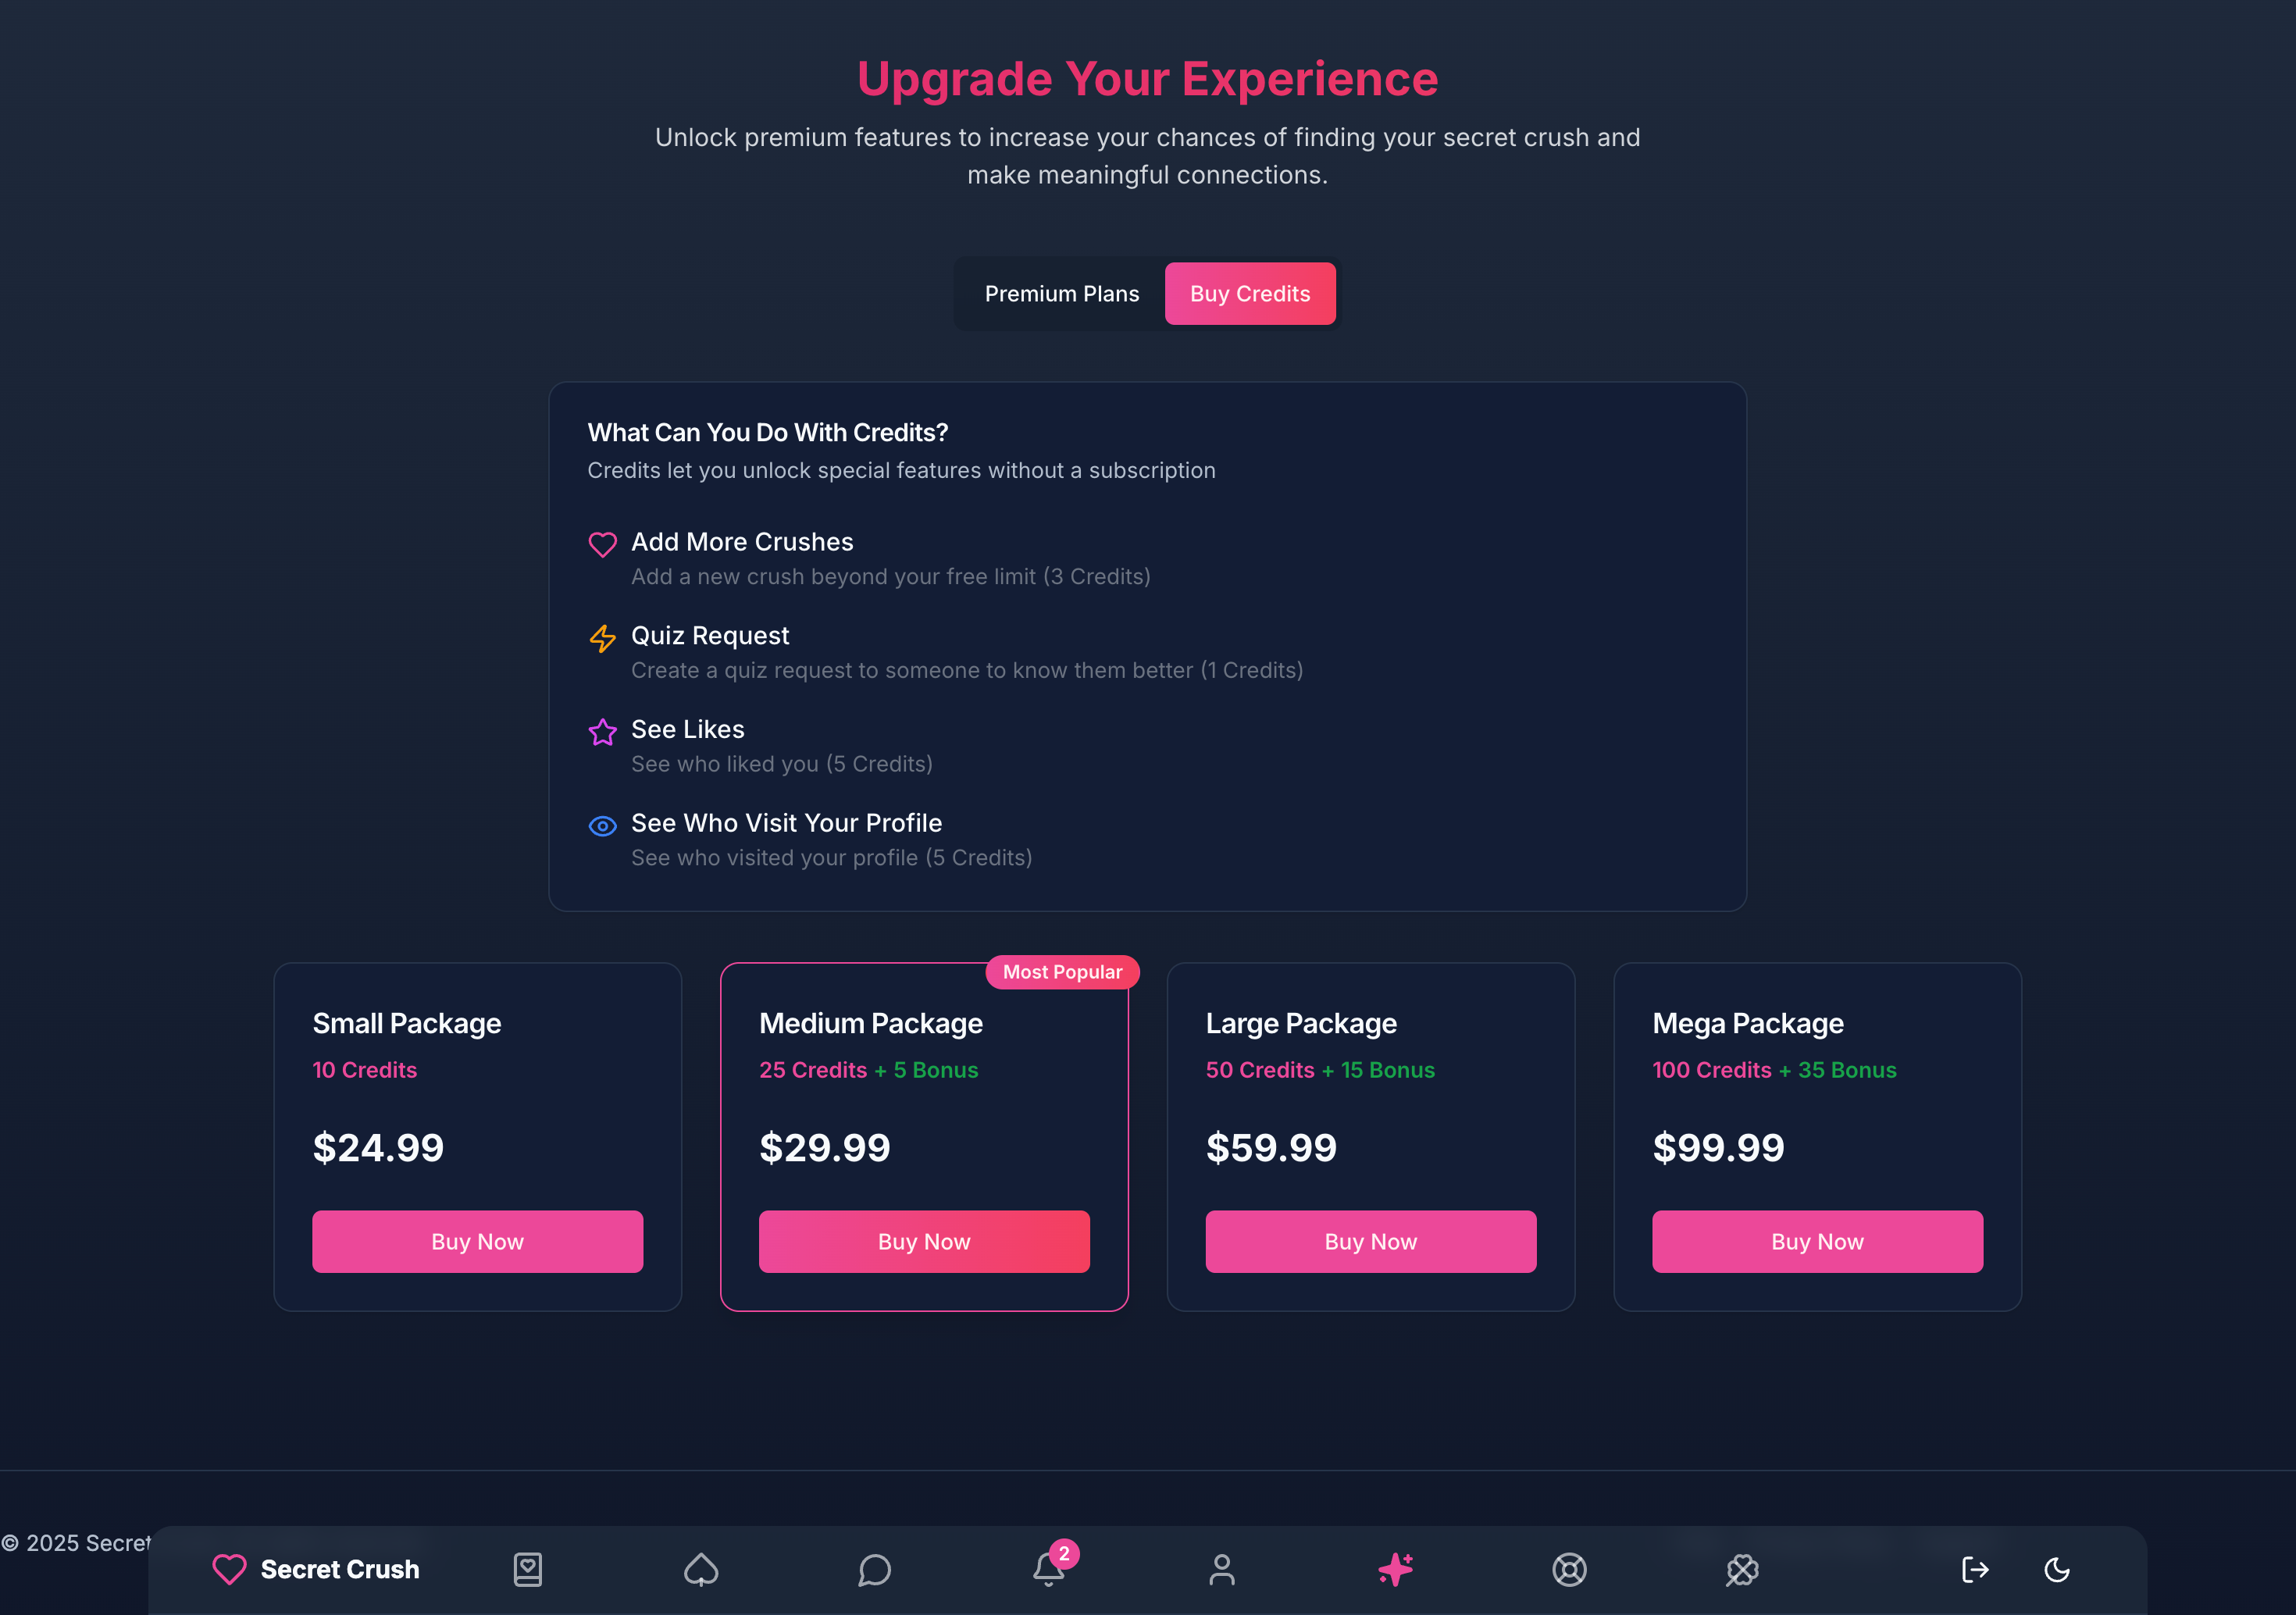 Upgrade Your Experience
Unlock premium features to increase your chances of finding your secret crush and
make meaningful connections.
Premium Plans
Buy Credits
What Can You Do With Credits?
Credits let you unlock special features without a subscription
Add More Crushes
Add a new crush beyond your free limit (3 Credits)
Quiz Request
Create a quiz request to someone to know them better (1 Credits)
See Likes
See who liked you (5 Credits)
See Who Visit Your Profile
See who visited your profile (5 Credits)
Small Package
10 Credits
$24.99
Buy Now
Most Popular
Medium Package
25 Credits + 5 Bonus
$29.99
Buy Now
Large Package
50 Credits + 15 Bonus
$59.99
Buy Now
Mega Package
100 Credits + 35 Bonus
$99.99
Buy Now
© 2025 Secret
Secret Crush
2